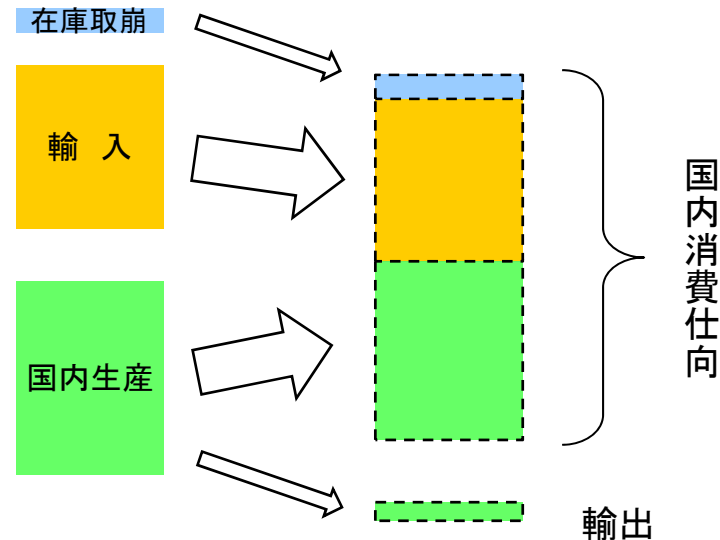 在庫取崩
輸 入
国内生産
国内消費仕向
輸出